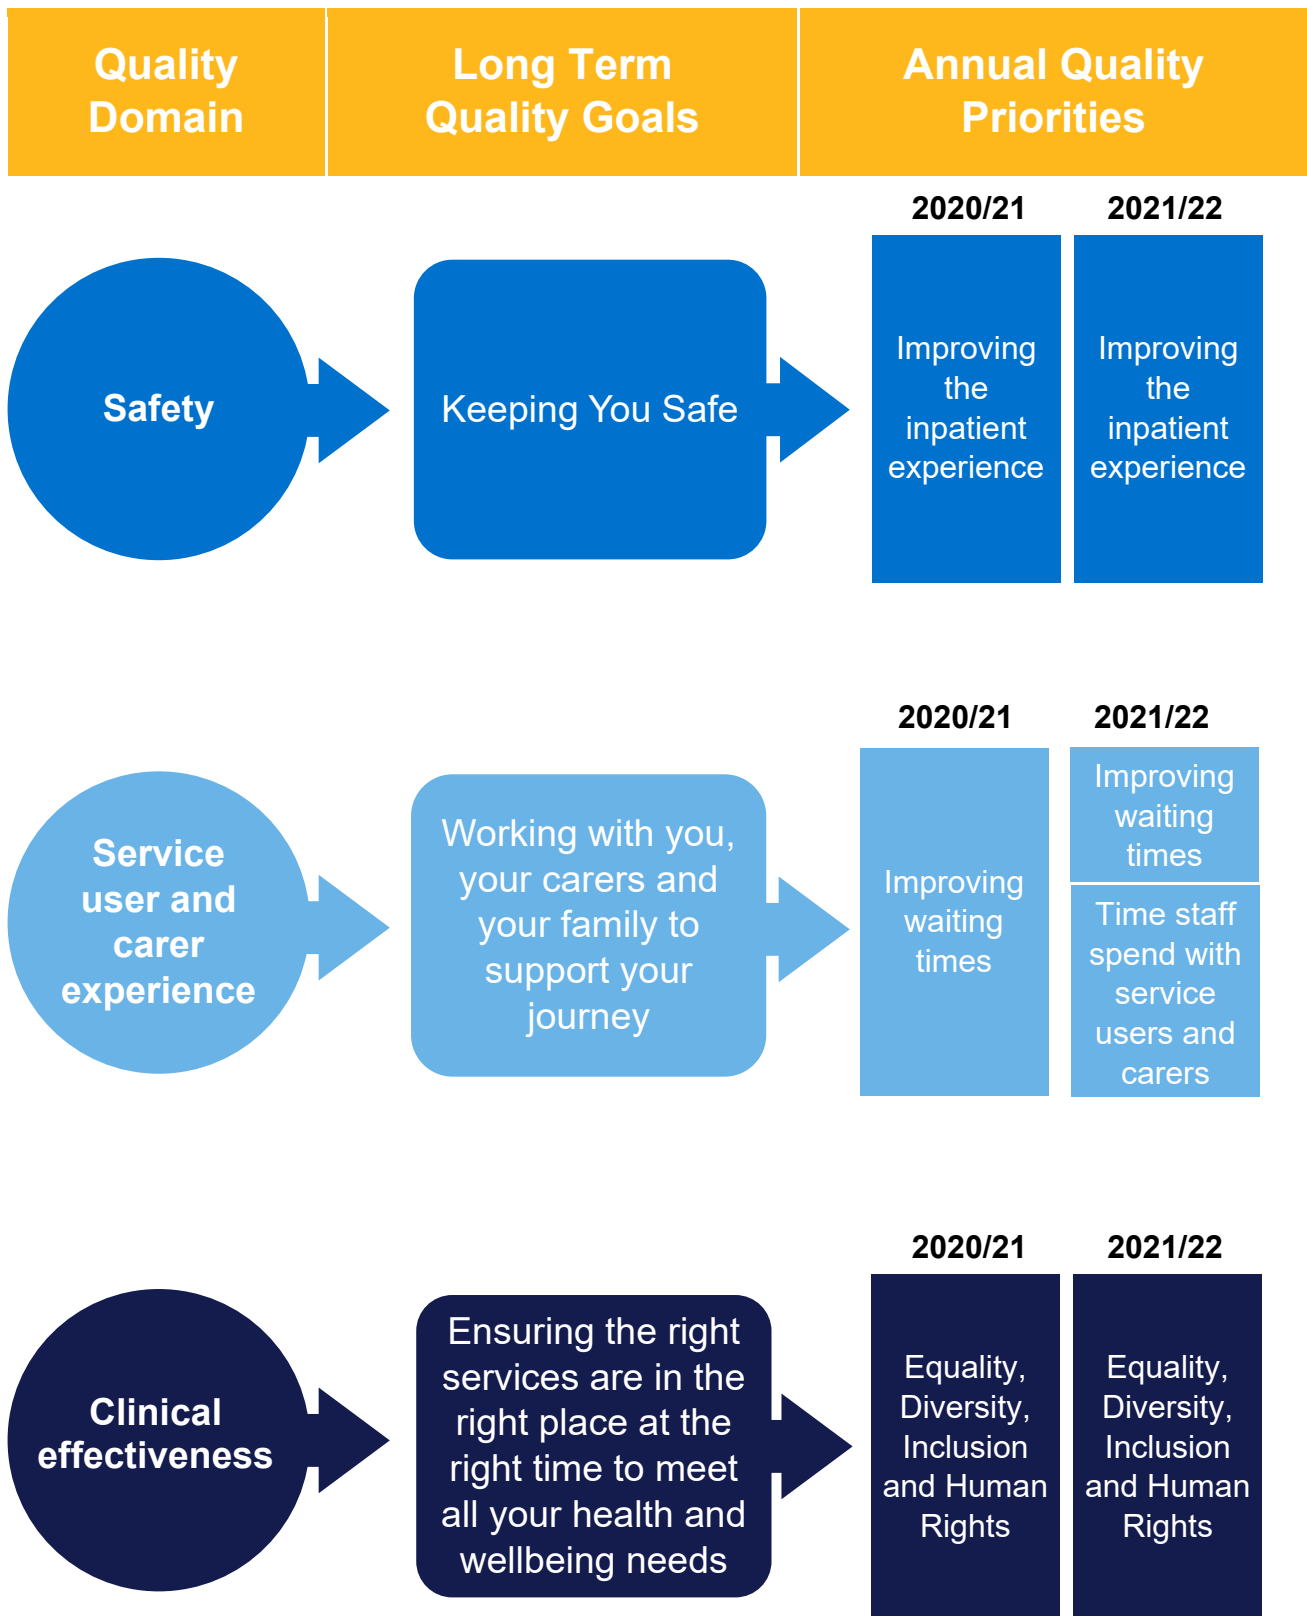 Quality
Domain
Long Term
Quality Goals
Annual Quality
Priorities
2020/21
2021/22
Safety
Keeping You Safe
Improving
the
inpatient
experience
Improving
the
inpatient
experience
2020/21
2021/22
Service
user and
carer
experience
Working with you,
your carers and
your family to
support your
journey
Improving
waiting
times
Improving
waiting
times
Time staff
spend with
service
users and
carers
2020/21
2021/22
Clinical
effectiveness
Ensuring the right
services are in the
right place at the
right time to meet
all your health and
wellbeing needs
Equality,
Diversity,
Inclusion
and Human
Rights
Equality,
Diversity,
Inclusion
and Human
Rights